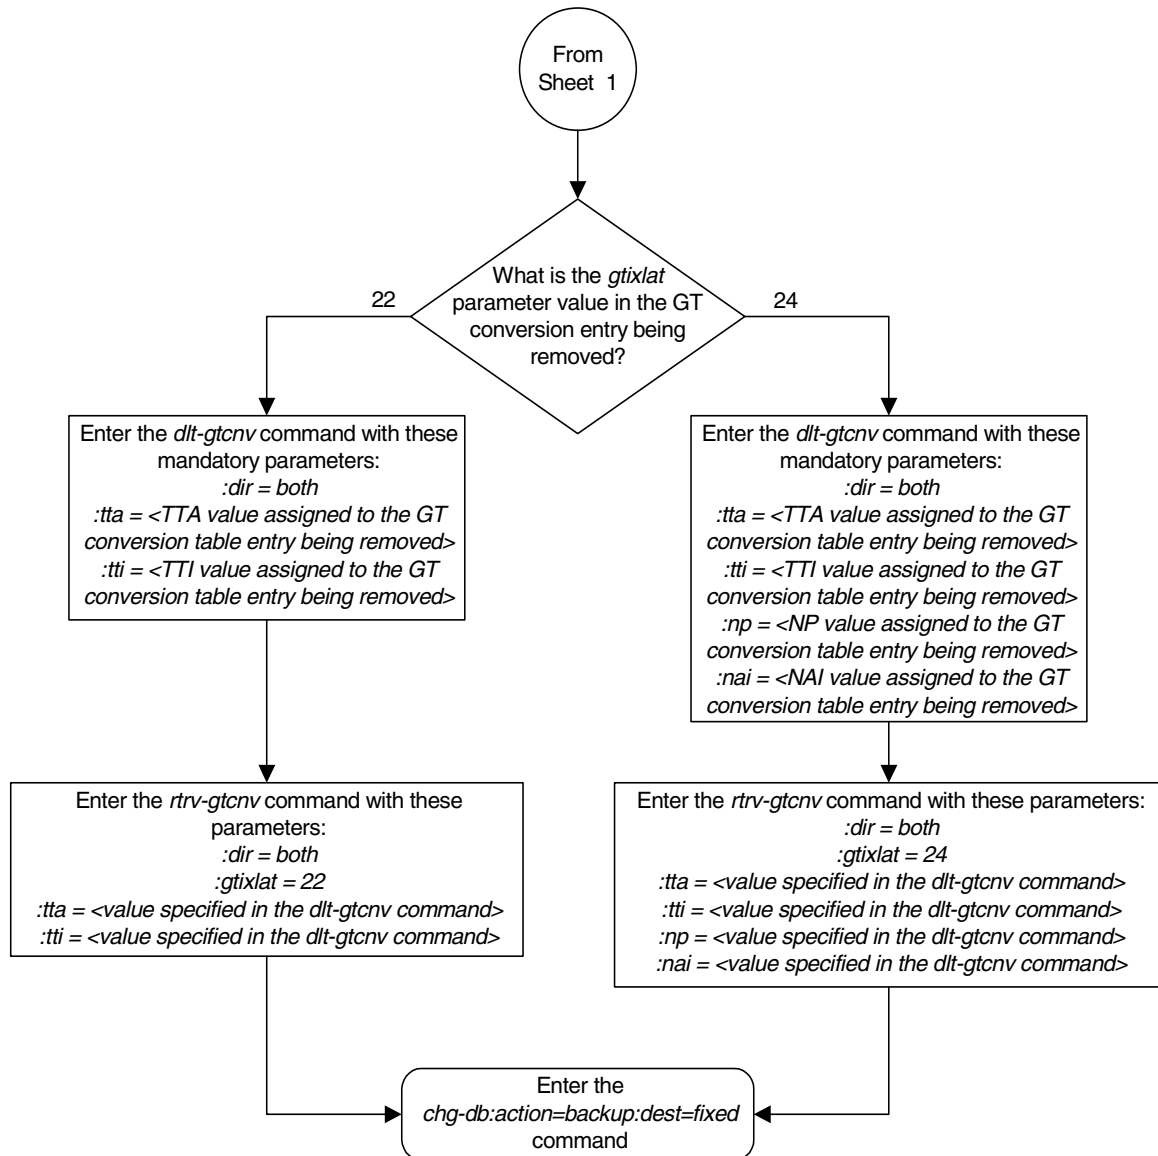 From
Sheet 1
What is the gtixlat
parameter value in the GT
conversion entry being
removed?
22
24
Enter the dlt-gtcnv command with these
mandatory parameters:
:dir = both
:tta = <TTA value assigned to the GT
conversion table entry being removed>
:tti = <TTI value assigned to the GT
conversion table entry being removed>
Enter the dlt-gtcnv command with these
mandatory parameters:
:dir = both
:tta = <TTA value assigned to the GT
conversion table entry being removed>
:tti = <TTI value assigned to the GT
conversion table entry being removed>
:np = <NP value assigned to the GT
conversion table entry being removed>
:nai = <NAI value assigned to the GT
conversion table entry being removed>
Enter the rtrv-gtcnv command with these
parameters:
:dir = both
:gtixlat = 22
:tta = <value specified in the dlt-gtcnv command>
:tti = <value specified in the dlt-gtcnv command>
Enter the rtrv-gtcnv command with these parameters:
:dir = both
:gtixlat = 24
:tta = <value specified in the dlt-gtcnv command>
:tti = <value specified in the dlt-gtcnv command>
:np = <value specified in the dlt-gtcnv command>
:nai = <value specified in the dlt-gtcnv command>
Enter the
chg-db:action=backup:dest=fixed
command